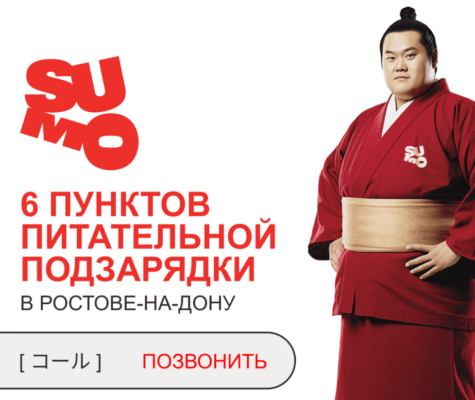 SU
MO
SU
MO
6 ПУНКТОВ
ПИТАТЕЛЬНОЙ
ПОДЗАРЯДКИ
В РОСТОВЕ-НА-ДОНУ
[ コール ] ПОЗВОНИТЬ